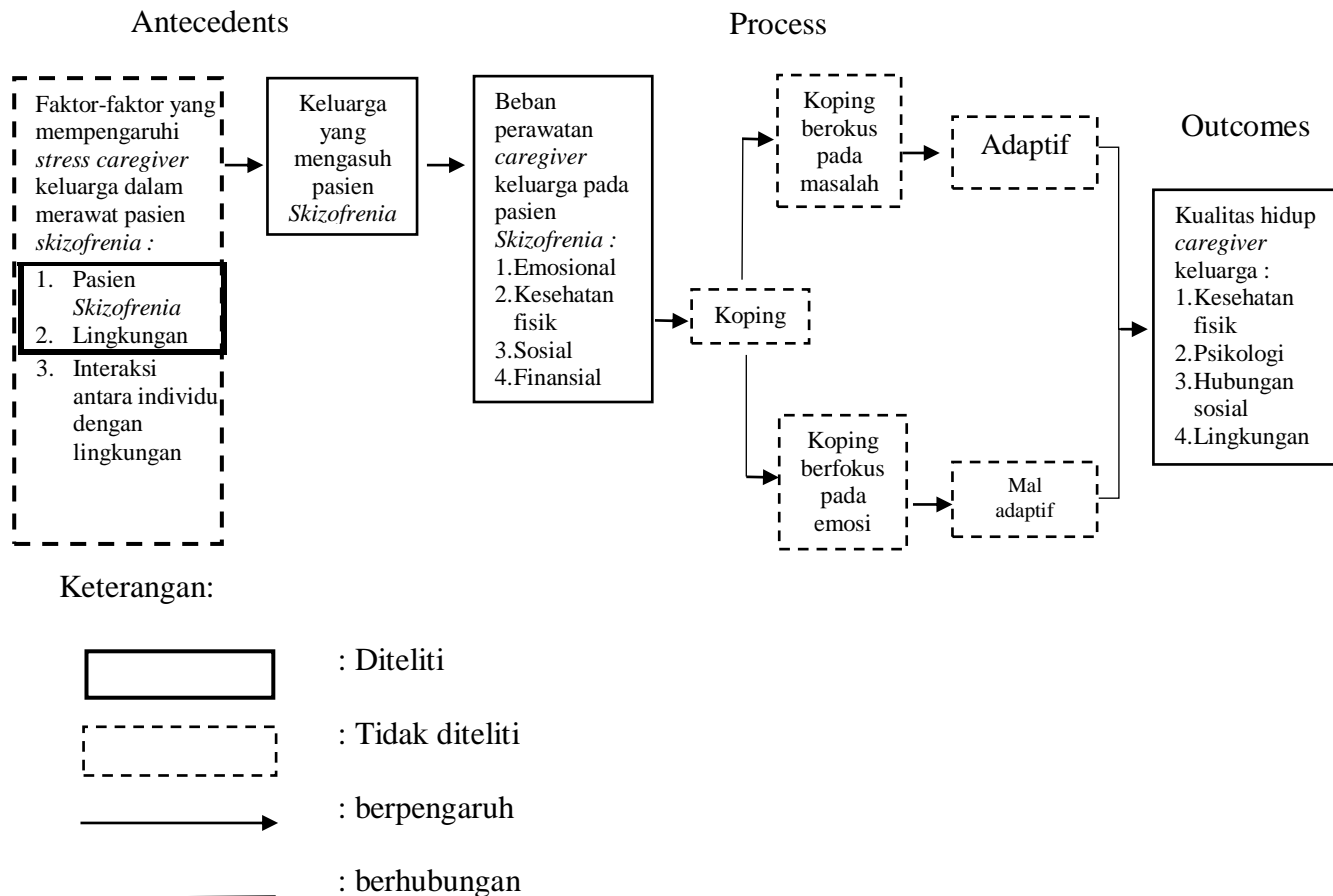 Antecedents
Process
Faktor-faktor yang
mempengaruhi
stress caregiver
keluarga dalam
merawat pasien
skizofrenia :
1. Pasien
Skizofrenia
2. Lingkungan
3. Interaksi
antara individu
dengan
lingkungan
Keluarga
yang
mengasuh
pasien
Skizofrenia
Beban
perawatan
caregiver
keluarga pada
pasien
Skizofrenia :
1.Emosional
2.Kesehatan
fisik
3.Sosial
4.Finansial
Koping
Koping
berokus
pada
masalah
Adaptif
Koping
berfokus
pada
emosi
Mal
adaptif
Outcomes
Kualitas hidup
caregiver
keluarga :
1.Kesehatan
fisik
2.Psikologi
3.Hubungan
sosial
4.Lingkungan
Keterangan:
: Diteliti
: Tidak diteliti
: berpengaruh
: berhubungan